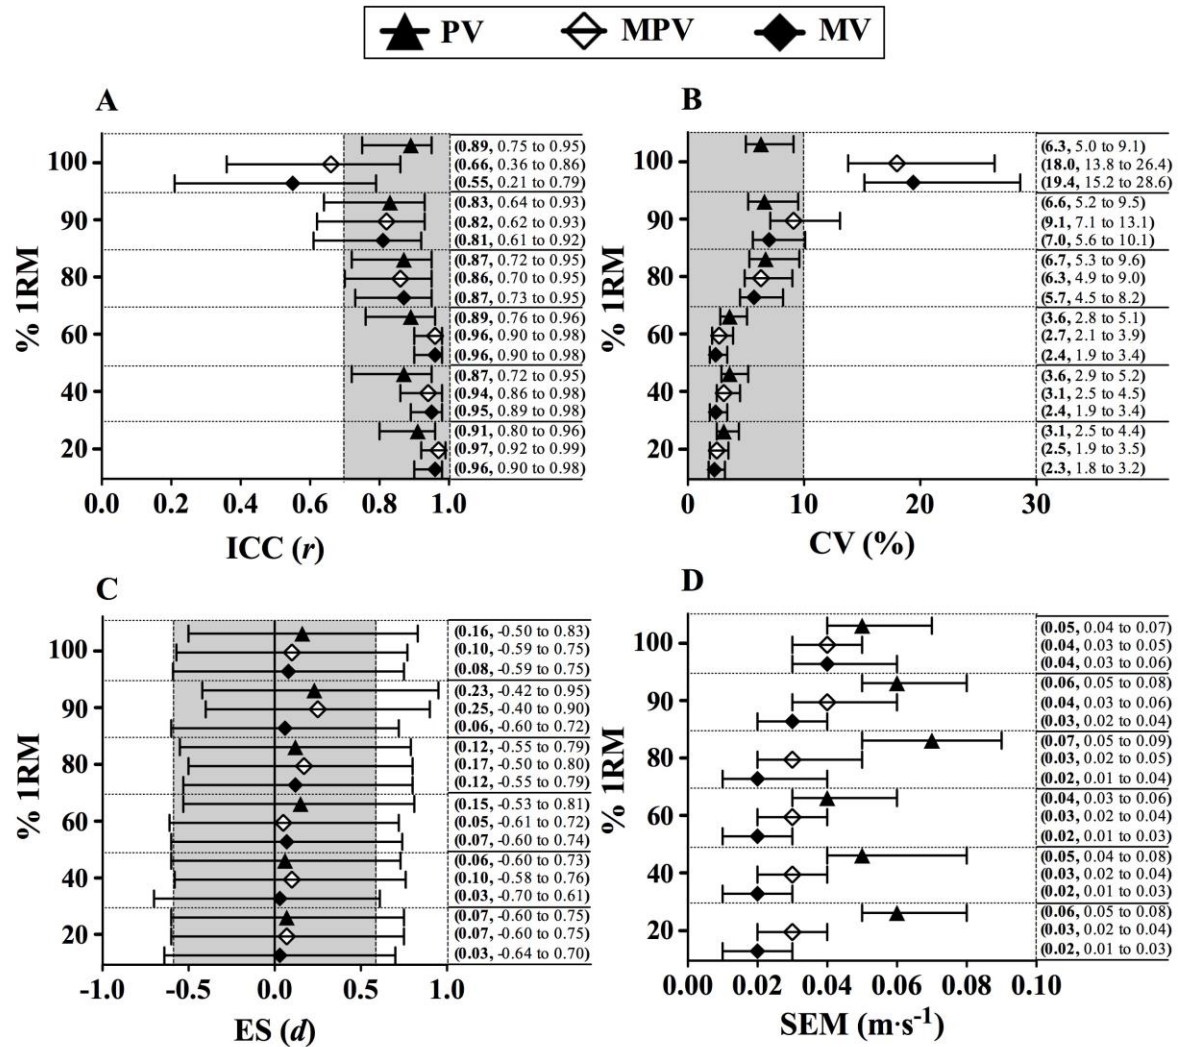 PV MPV MV
A
% 1RM
100
90
80
60
40
20
(0.89, 0.75 to 0.95)
(0.66, 0.36 to 0.86)
(0.55, 0.21 to 0.79)
(0.83, 0.64 to 0.93)
(0.82, 0.62 to 0.93)
(0.81, 0.61 to 0.92)
(0.87, 0.72 to 0.95)
(0.86, 0.70 to 0.95)
(0.87, 0.73 to 0.95)
(0.89, 0.76 to 0.96)
(0.96, 0.90 to 0.98)
(0.96, 0.90 to 0.98)
(0.87, 0.72 to 0.95)
(0.94, 0.86 to 0.98)
(0.95, 0.89 to 0.98)
(0.91, 0.80 to 0.96)
(0.97, 0.92 to 0.99)
(0.96, 0.90 to 0.98)
0.0 0.2 0.4 0.6 0.8 1.0
ICC (r)
B
(6.3, 5.0 to 9.1)
(18.0, 13.8 to 26.4)
(19.4, 15.2 to 28.6)
(6.6, 5.2 to 9.5)
(9.1, 7.1 to 13.1)
(7.0, 5.6 to 10.1)
(6.7, 5.3 to 9.6)
(6.3, 4.9 to 9.0)
(5.7, 4.5 to 8.2)
(3.6, 2.8 to 5.1)
(2.7, 2.1 to 3.9)
(2.4, 1.9 to 3.4)
(3.6, 2.9 to 5.2)
(3.1, 2.5 to 4.5)
(2.4, 1.9 to 3.4)
(3.1, 2.5 to 4.4)
(2.5, 1.9 to 3.5)
(2.3, 1.8 to 3.2)
0 10 20 30
CV (%)
C
% 1RM
100
90
80
60
40
20
(0.16, -0.50 to 0.83)
(0.10, -0.59 to 0.75)
(0.08, -0.59 to 0.75)
(0.23, -0.42 to 0.95)
(0.25, -0.40 to 0.90)
(0.06, -0.60 to 0.72)
(0.12, -0.55 to 0.79)
(0.17, -0.50 to 0.80)
(0.12, -0.55 to 0.79)
(0.15, -0.53 to 0.81)
(0.05, -0.61 to 0.72)
(0.07, -0.60 to 0.74)
(0.06, -0.60 to 0.73)
(0.10, -0.58 to 0.76)
(0.03, -0.70 to 0.61)
(0.07, -0.60 to 0.75)
(0.07, -0.60 to 0.75)
(0.03, -0.64 to 0.70)
-1.0 -0.5 0.0 0.5 1.0
ES (d)
D
% 1RM
100
90
80
60
40
20
(0.05, 0.04 to 0.07)
(0.04, 0.03 to 0.05)
(0.04, 0.03 to 0.06)
(0.06, 0.05 to 0.08)
(0.04, 0.03 to 0.06)
(0.03, 0.02 to 0.04)
(0.07, 0.05 to 0.09)
(0.03, 0.02 to 0.05)
(0.02, 0.01 to 0.04)
(0.04, 0.03 to 0.06)
(0.03, 0.02 to 0.04)
(0.02, 0.01 to 0.03)
(0.05, 0.04 to 0.08)
(0.03, 0.02 to 0.04)
(0.02, 0.01 to 0.03)
(0.06, 0.05 to 0.08)
(0.03, 0.02 to 0.04)
(0.02, 0.01 to 0.03)
0.00 0.02 0.04 0.06 0.08 0.10
SEM (m·s⁻¹)